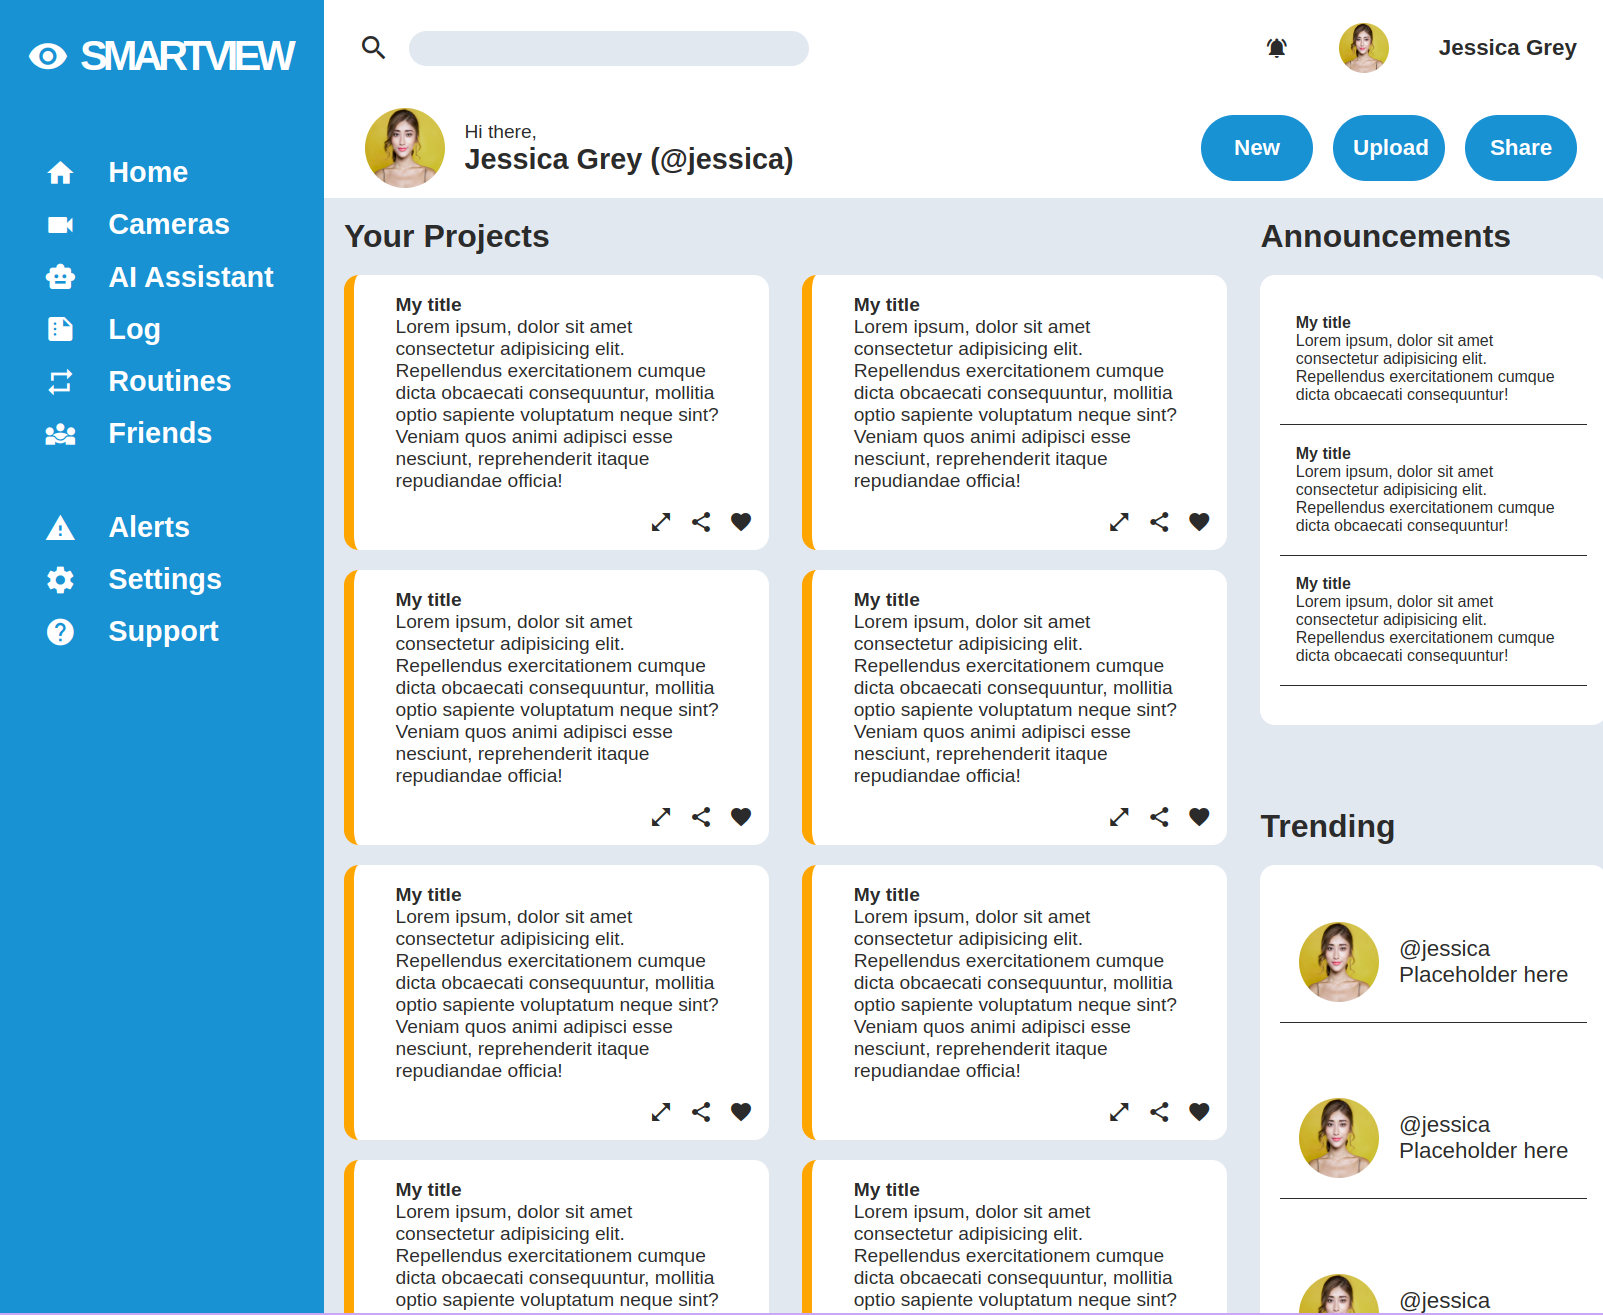 SMARTVIEW
Home
Cameras
AI Assistant
Log
Routines
Friends
Alerts
Settings
Support
Jessica Grey
Hi there,
Jessica Grey (@jessica)
New
Upload
Share
Your Projects
My title
Lorem ipsum, dolor sit amet
consectetur adipisicing elit.
Repellendus exercitationem cumque
dicta obcaecati consequuntur, mollitia
optio sapiente voluptatum neque sint?
Veniam quos animi adipisci esse
nesciunt, reprehenderit itaque
repudiandae officia!
My title
Lorem ipsum, dolor sit amet
consectetur adipisicing elit.
Repellendus exercitationem cumque
dicta obcaecati consequuntur, mollitia
optio sapiente voluptatum neque sint?
Veniam quos animi adipisci esse
nesciunt, reprehenderit itaque
repudiandae officia!
My title
Lorem ipsum, dolor sit amet
consectetur adipisicing elit.
Repellendus exercitationem cumque
dicta obcaecati consequuntur, mollitia
optio sapiente voluptatum neque sint?
Veniam quos animi adipisci esse
nesciunt, reprehenderit itaque
repudiandae officia!
My title
Lorem ipsum, dolor sit amet
consectetur adipisicing elit.
Repellendus exercitationem cumque
dicta obcaecati consequuntur, mollitia
optio sapiente voluptatum neque sint?
Veniam quos animi adipisci esse
nesciunt, reprehenderit itaque
repudiandae officia!
My title
Lorem ipsum, dolor sit amet
consectetur adipisicing elit.
Repellendus exercitationem cumque
dicta obcaecati consequuntur, mollitia
optio sapiente voluptatum neque sint?
Veniam quos animi adipisci esse
nesciunt, reprehenderit itaque
repudiandae officia!
My title
Lorem ipsum, dolor sit amet
consectetur adipisicing elit.
Repellendus exercitationem cumque
dicta obcaecati consequuntur, mollitia
optio sapiente voluptatum neque sint?
Veniam quos animi adipisci esse
nesciunt, reprehenderit itaque
repudiandae officia!
My title
Lorem ipsum, dolor sit amet
consectetur adipisicing elit.
Repellendus exercitationem cumque
dicta obcaecati consequuntur, mollitia
optio sapiente voluptatum neque sint?
My title
Lorem ipsum, dolor sit amet
consectetur adipisicing elit.
Repellendus exercitationem cumque
dicta obcaecati consequuntur, mollitia
optio sapiente voluptatum neque sint?
Announcements
My title
Lorem ipsum, dolor sit amet
consectetur adipisicing elit.
Repellendus exercitationem cumque
dicta obcaecati consequuntur!
My title
Lorem ipsum, dolor sit amet
consectetur adipisicing elit.
Repellendus exercitationem cumque
dicta obcaecati consequuntur!
My title
Lorem ipsum, dolor sit amet
consectetur adipisicing elit.
Repellendus exercitationem cumque
dicta obcaecati consequuntur!
Trending
@jessica
Placeholder here
@jessica
Placeholder here
@jessica